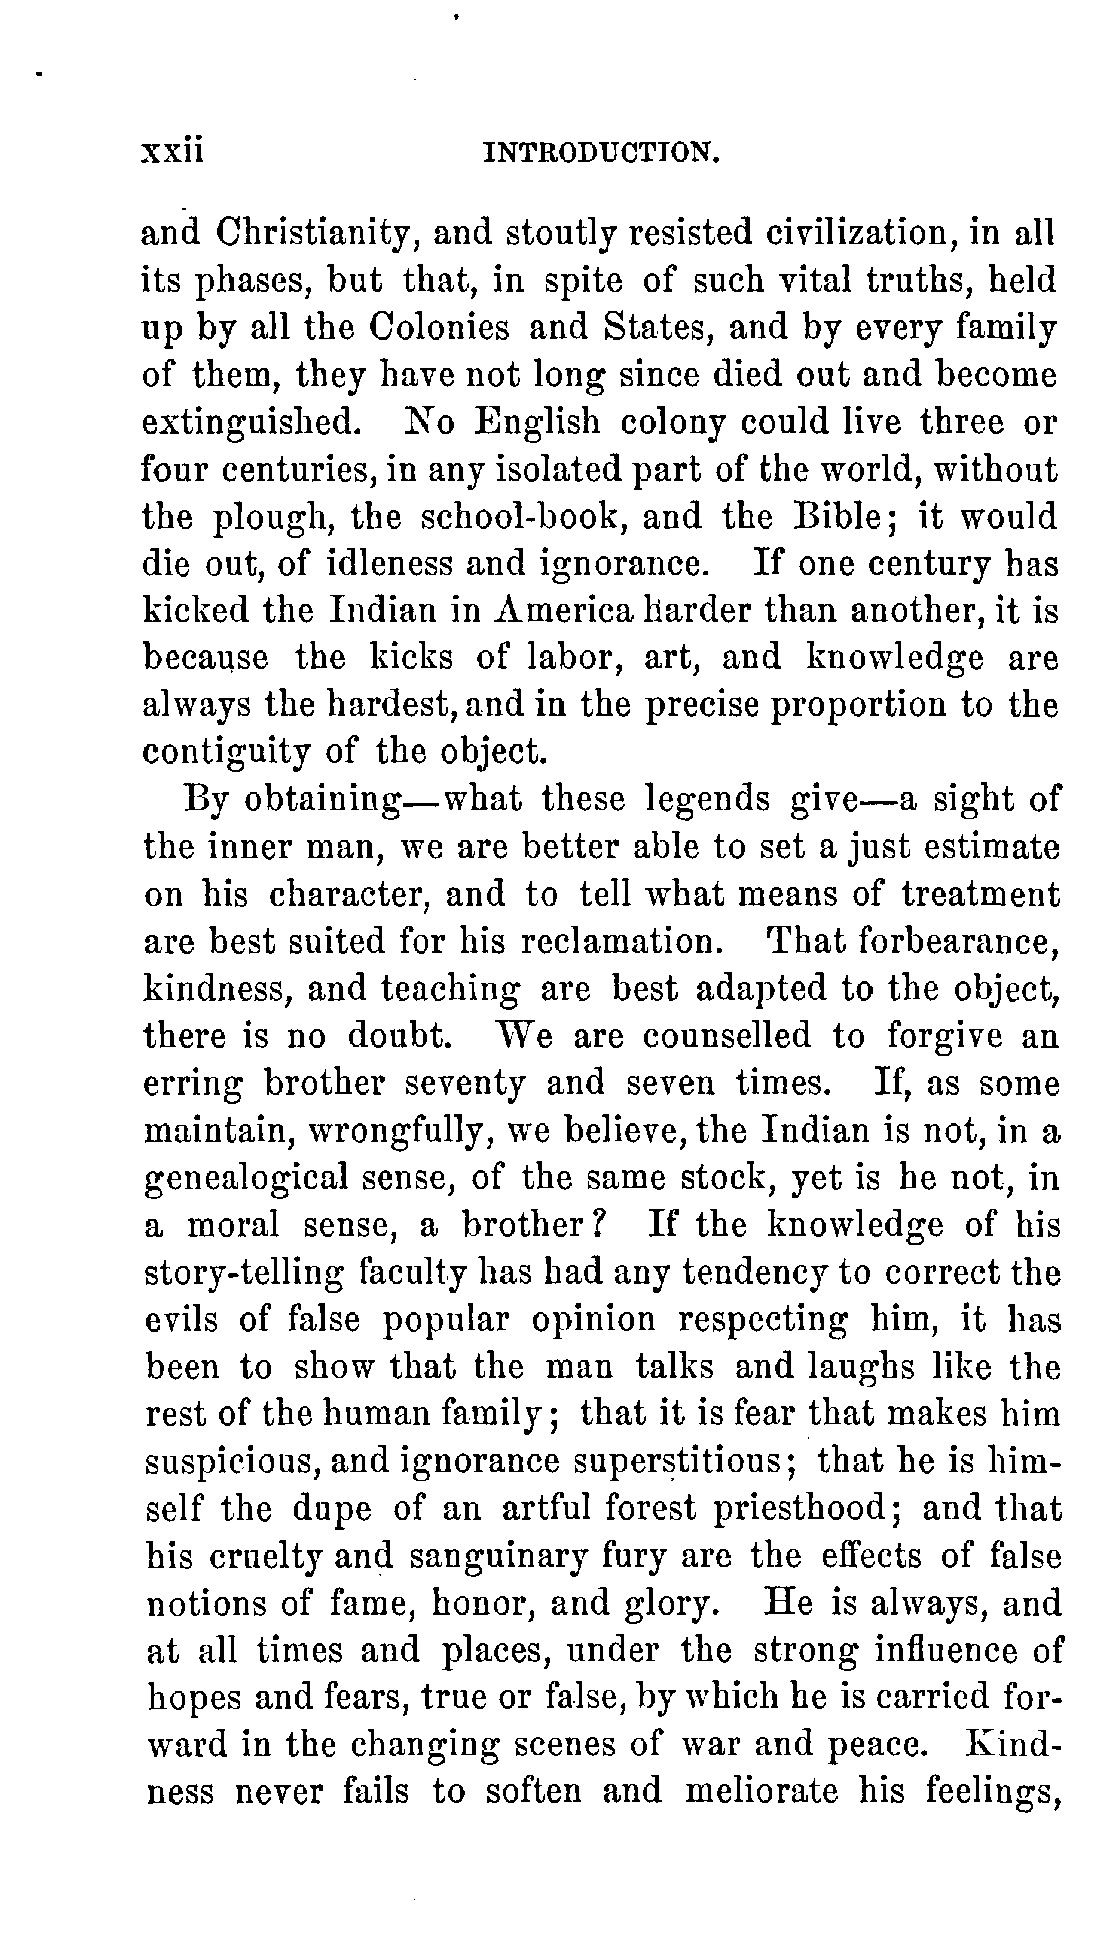 xxii INTRODUCTION.
and Christianity, and stoutly resisted civilization, in all
its phases, but that, in spite of such vital truths, held
up by all the Colonies and States, and by every family
of them, they have not long since died out and become
extinguished. No English colony could live three or
four centuries, in any isolated part of the world, without
the plough, the school-book, and the Bible; it would
die out, of idleness and ignorance. If one century has
kicked the Indian in America harder than another, it is
because the kicks of labor, art, and knowledge are
always the hardest, and in the precise proportion to the
contiguity of the object.
By obtaining—what these legends give—a sight of
the inner man, we are better able to set a just estimate
on his character, and to tell what means of treatment
are best suited for his reclamation. That forbearance,
kindness, and teaching are best adapted to the object,
there is no doubt. We are counselled to forgive an
erring brother seventy and seven times. If, as some
maintain, wrongfully, we believe, the Indian is not, in a
genealogical sense, of the same stock, yet is he not, in
a moral sense, a brother? If the knowledge of his
story-telling faculty has had any tendency to correct the
evils of false popular opinion respecting him, it has
been to show that the man talks and laughs like the
rest of the human family; that it is fear that makes him
suspicious, and ignorance superstitious; that he is him-
self the dupe of an artful forest priesthood; and that
his cruelty and sanguinary fury are the effects of false
notions of fame, honor, and glory. He is always, and
at all times and places, under the strong influence of
hopes and fears, true or false, by which he is carried for-
ward in the changing scenes of war and peace. Kind-
ness never fails to soften and meliorate his feelings,